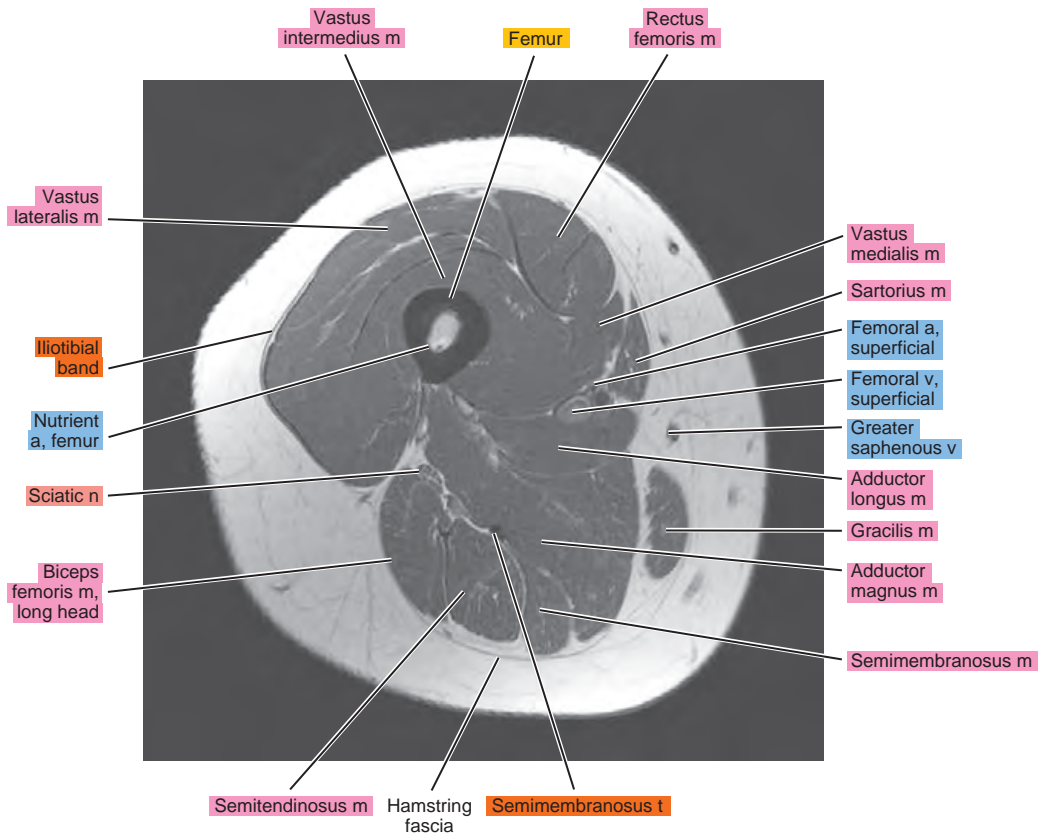 Vastus
intermedius m
Femur
Rectus
femoris m
Vastus
lateralis m
Vastus
medialis m
Sartorius m
Femoral a,
superficial
Iliotibial
band
Femoral v,
superficial
Nutrient
a, femur
Greater
saphenous v
Sciatic n
Adductor
longus m
Gracilis m
Biceps
femoris m,
long head
Adductor
magnus m
Semimembranosus m
Semitendinosus m
Hamstring
fascia
Semimembranosus t